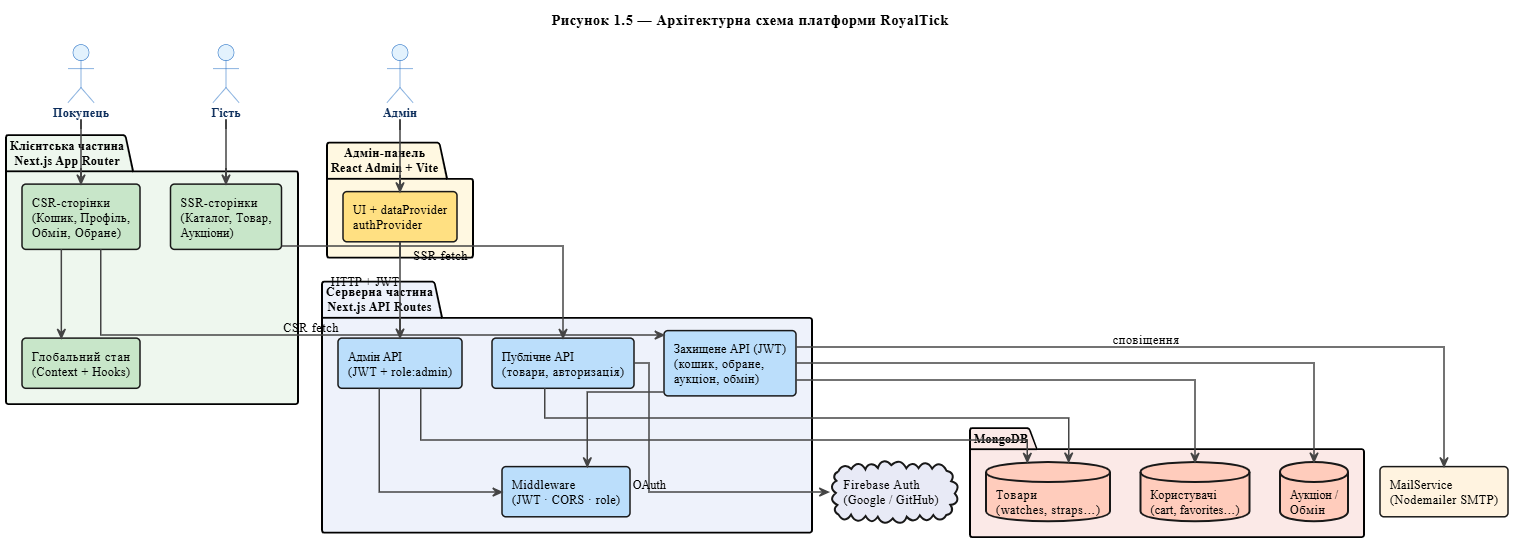 Рисунок 1.5 — Архітектурна схема платформи RoyalTick
Покупець
Гість
Адмін
Клієнтська частина
Next.js App Router
Адмін-панель
React Admin + Vite
CSR-сторінки
(Кошик, Профіль,
Обмін, Обране)
SSR-сторінки
(Каталог, Товар,
Аукціони)
UI + dataProvider
authProvider
SSR fetch
HTTP + JWT
Серверна частина
Next.js API Routes
CSR fetch
Глобальний стан
(Context + Hooks)
Адмін API
(JWT + role:admin)
Публічне API
(товари, авторизація)
Захищене API (JWT)
(кошик, обране,
аукціон, обмін)
сповіщення
MongoDB
Middleware
(JWT · CORS · role)
OAuth
Firebase Auth
(Google / GitHub)
Товари
(watches, straps…)
Користувачі
(cart, favorites…)
Аукціон /
Обмін
MailService
(Nodemailer SMTP)